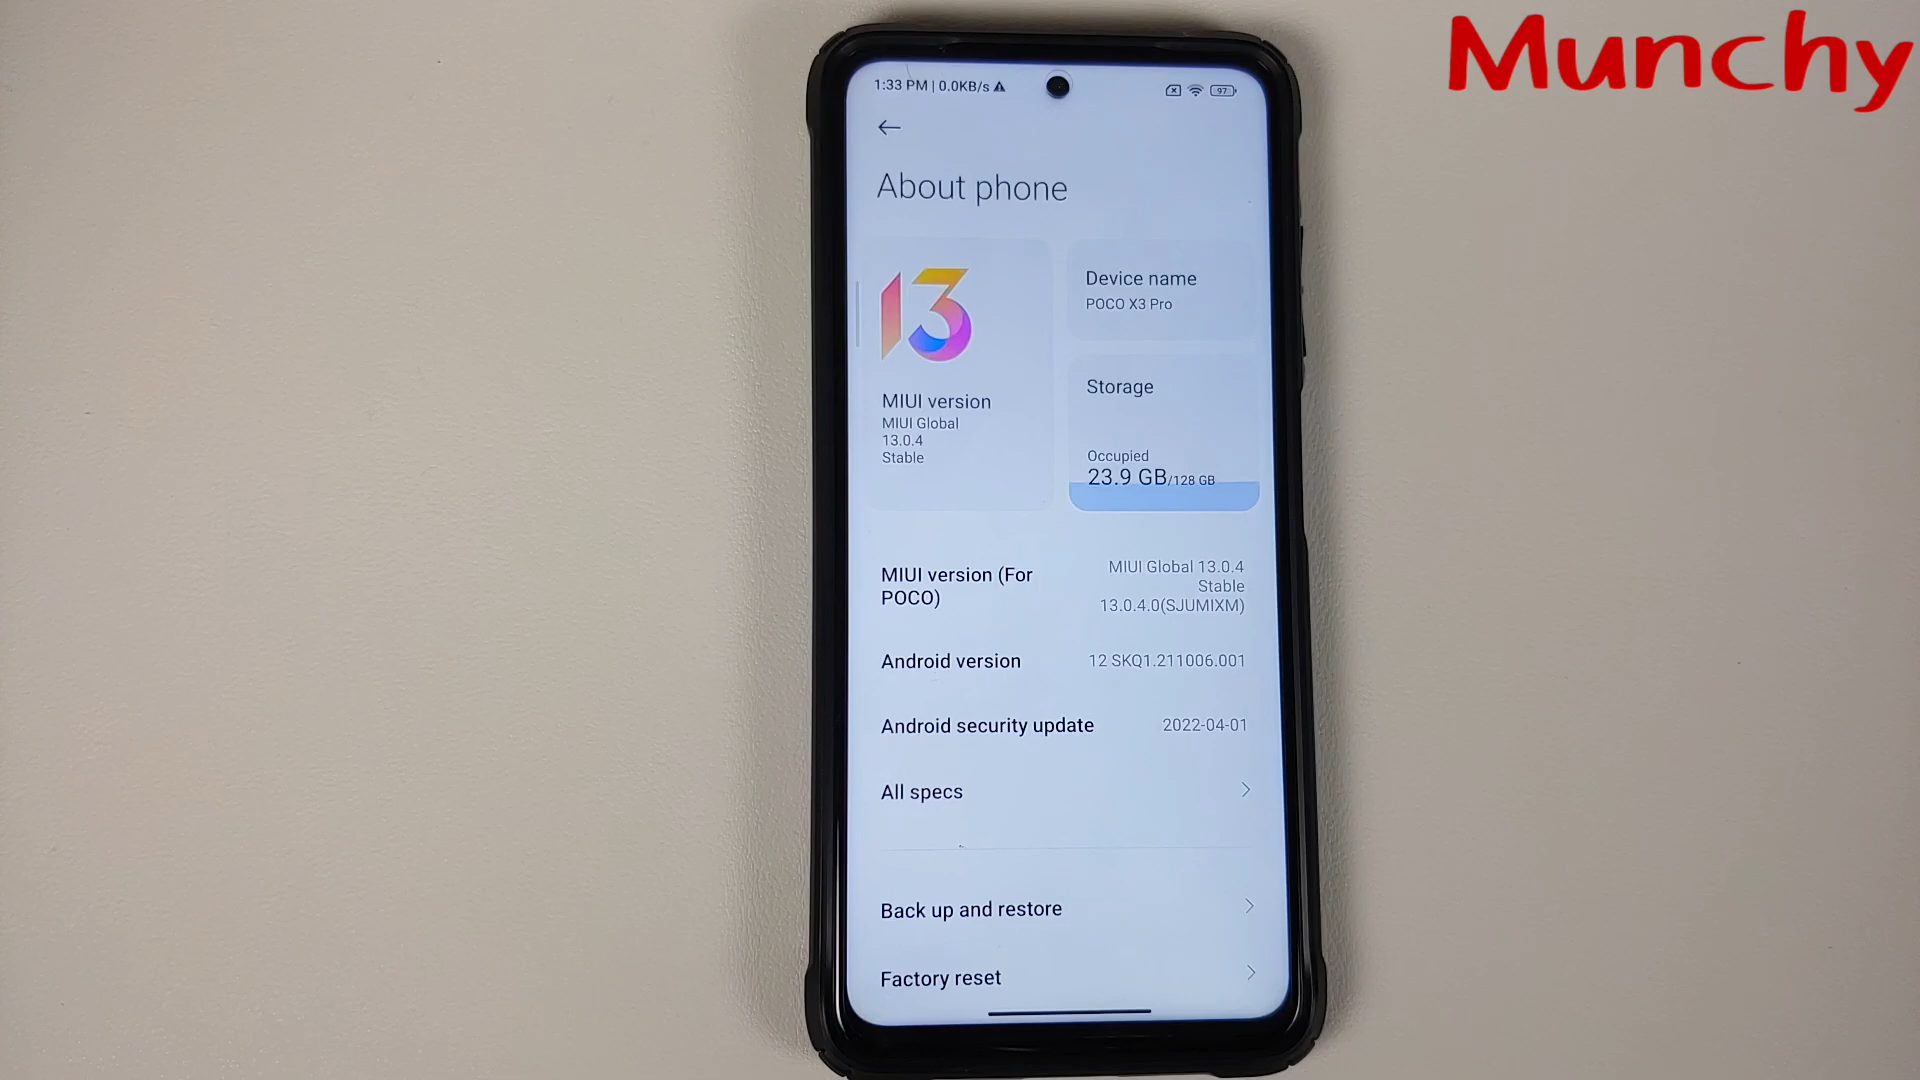 Munchy
1:33 PM | 0.0KB/s
97
About phone
13
MIUI version
MIUI Global
13.0.4
Stable
Device name
POCO X3 Pro
Storage
Occupied
23.9 GB/128 GB
MIUI version (For
POCO)
MIUI Global 13.0.4
Stable
13.0.4.0(SJUMIXM)
Android version
12 SKQ1.211006.001
Android security update
2022-04-01
All specs
Back up and restore
Factory reset